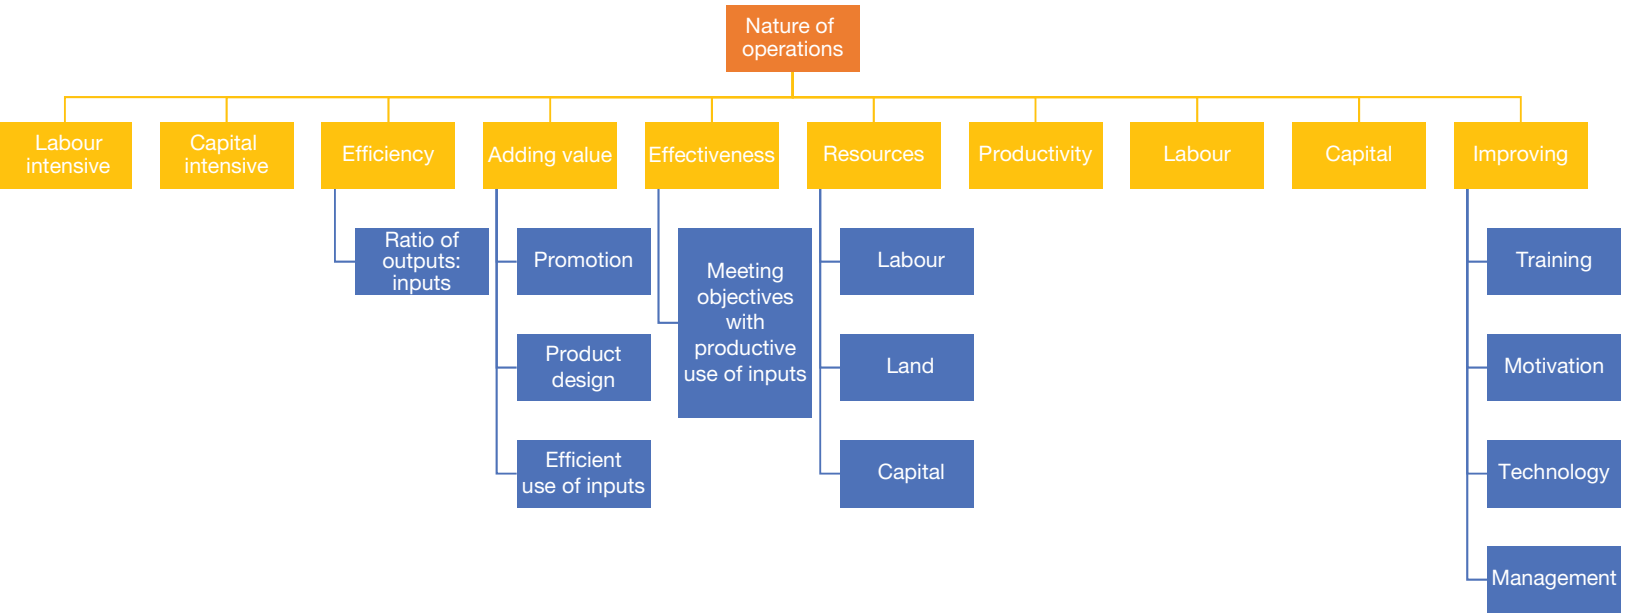 Nature of
operations
Labour
intensive
Capital
intensive
Efficiency
Adding value
Effectiveness
Resources
Productivity
Labour
Capital
Improving
Ratio of
outputs:
inputs
Promotion
Product
design
Efficient
use of inputs
Meeting
objectives
with
productive
use of inputs
Labour
Land
Capital
Training
Motivation
Technology
Management